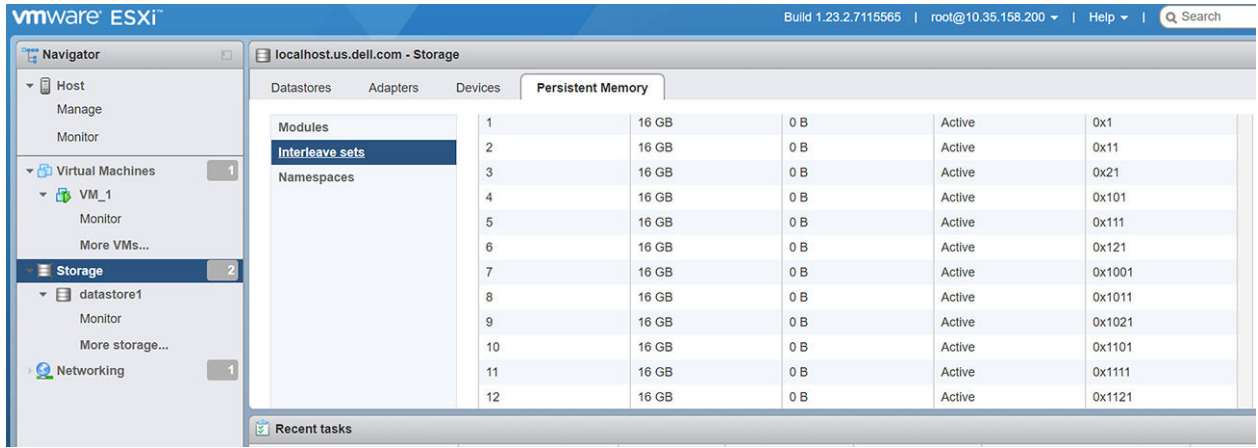 vmware ESXi™
Build 1.23.2.7115565 | root@10.35.158.200 | Help | Search
Navigator
Host
Manage
Monitor
Virtual Machines 1
VM_1
Monitor
More VMs...
Storage 2
datastore1
Monitor
More storage...
Networking 1
localhost.us.dell.com - Storage
Datastores Adapters Devices Persistent Memory
Modules
Interleave sets
Namespaces
1 16 GB 0 B Active 0x1
2 16 GB 0 B Active 0x11
3 16 GB 0 B Active 0x21
4 16 GB 0 B Active 0x101
5 16 GB 0 B Active 0x111
6 16 GB 0 B Active 0x121
7 16 GB 0 B Active 0x1001
8 16 GB 0 B Active 0x1011
9 16 GB 0 B Active 0x1021
10 16 GB 0 B Active 0x1101
11 16 GB 0 B Active 0x1111
12 16 GB 0 B Active 0x1121
Recent tasks